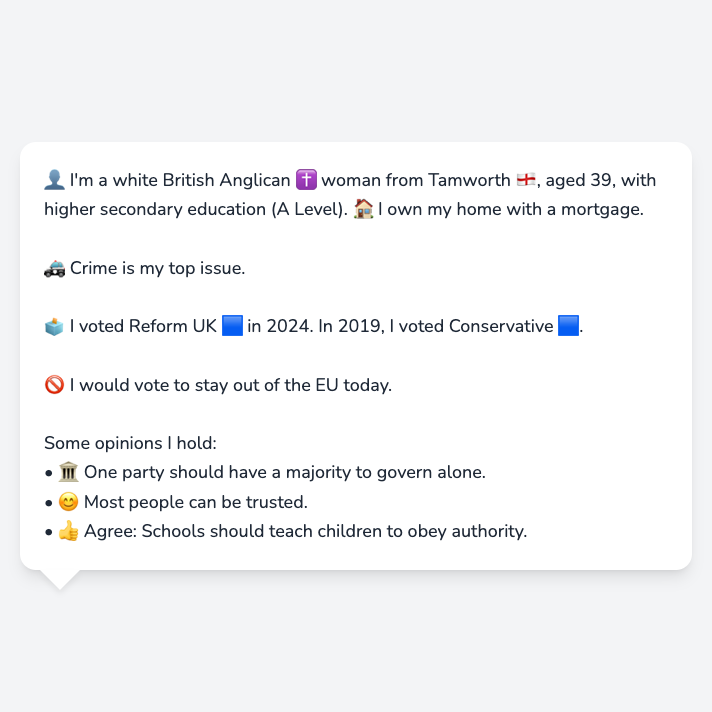 👤 I'm a white British Anglican ✝️ woman from Tamworth 🏴󠁧󠁢󠁥󠁮󠁧󠁿, aged 39, with
higher secondary education (A Level). 🏠 I own my home with a mortgage.
🚓 Crime is my top issue.
🗳️ I voted Reform UK 🟦 in 2024. In 2019, I voted Conservative 🟦.
🚫 I would vote to stay out of the EU today.
Some opinions I hold:
• 🏛️ One party should have a majority to govern alone.
• 😊 Most people can be trusted.
• 👍 Agree: Schools should teach children to obey authority.